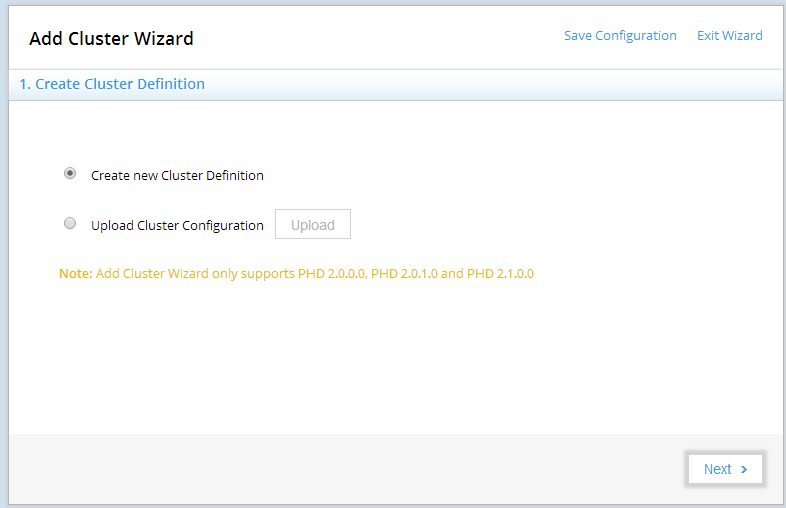 Add Cluster Wizard
Save Configuration
Exit Wizard
1. Create Cluster Definition
Create new Cluster Definition
Upload Cluster Configuration
Upload
Note: Add Cluster Wizard only supports PHD 2.0.0.0, PHD 2.0.1.0 and PHD 2.1.0.0
Next